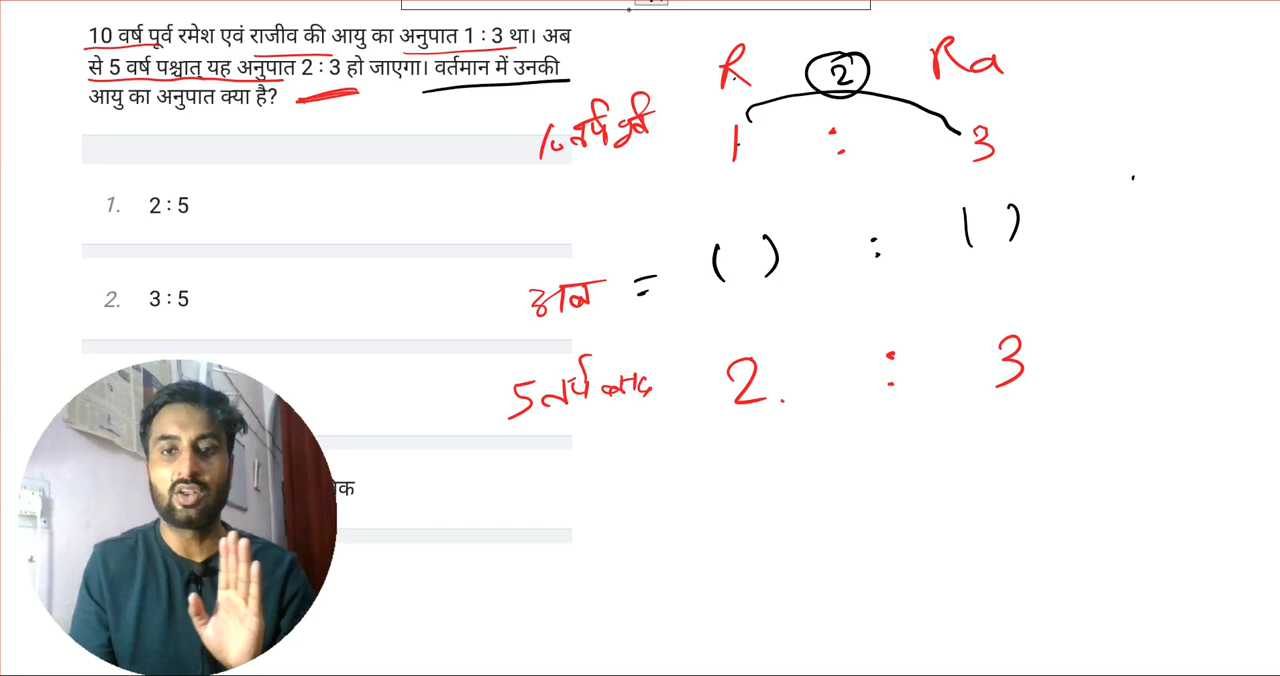 10 वर्ष पूर्व रमेश एवं राजीव की आयु का अनुपात 1 : 3 था। अब
से 5 वर्ष पश्चात् यह अनुपात 2 : 3 हो जाएगा। वर्तमान में उनकी
आयु का अनुपात क्या है?
1. 2 : 5
2. 3 : 5
R 2 Ra
10 वर्ष पूर्व 1 : 3
अब = ( ) : ( )
5 वर्ष बाद 2 : 3